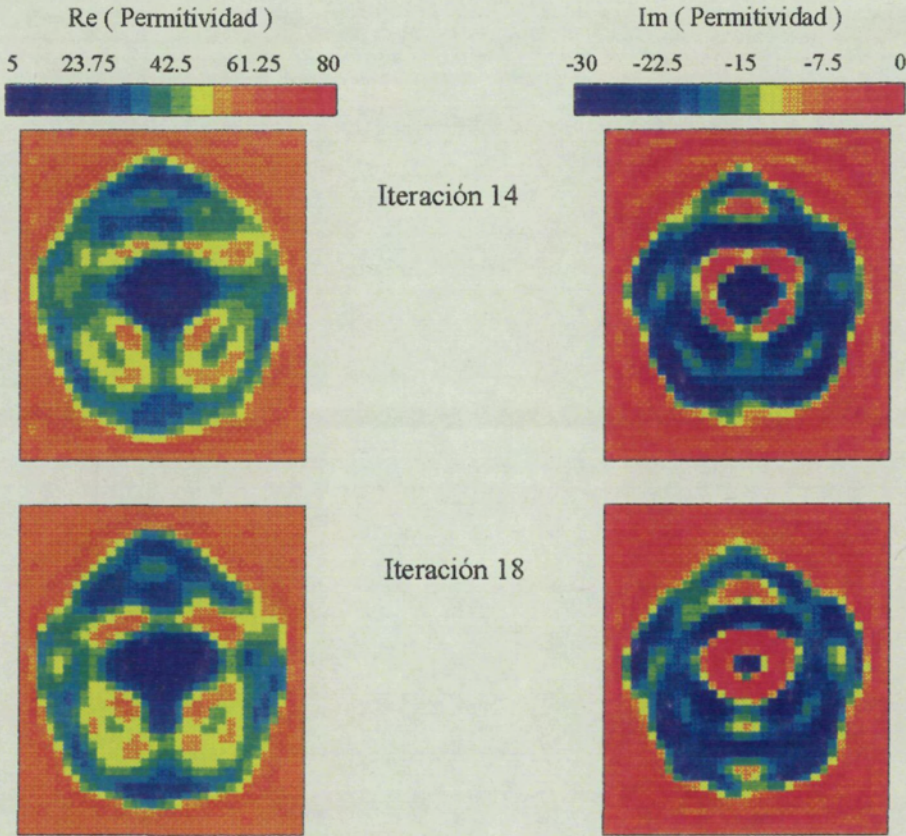 Re ( Permitividad )
Im ( Permitividad )
5 23.75 42.5 61.25 80
-30 -22.5 -15 -7.5 0
Iteración 14
Iteración 18